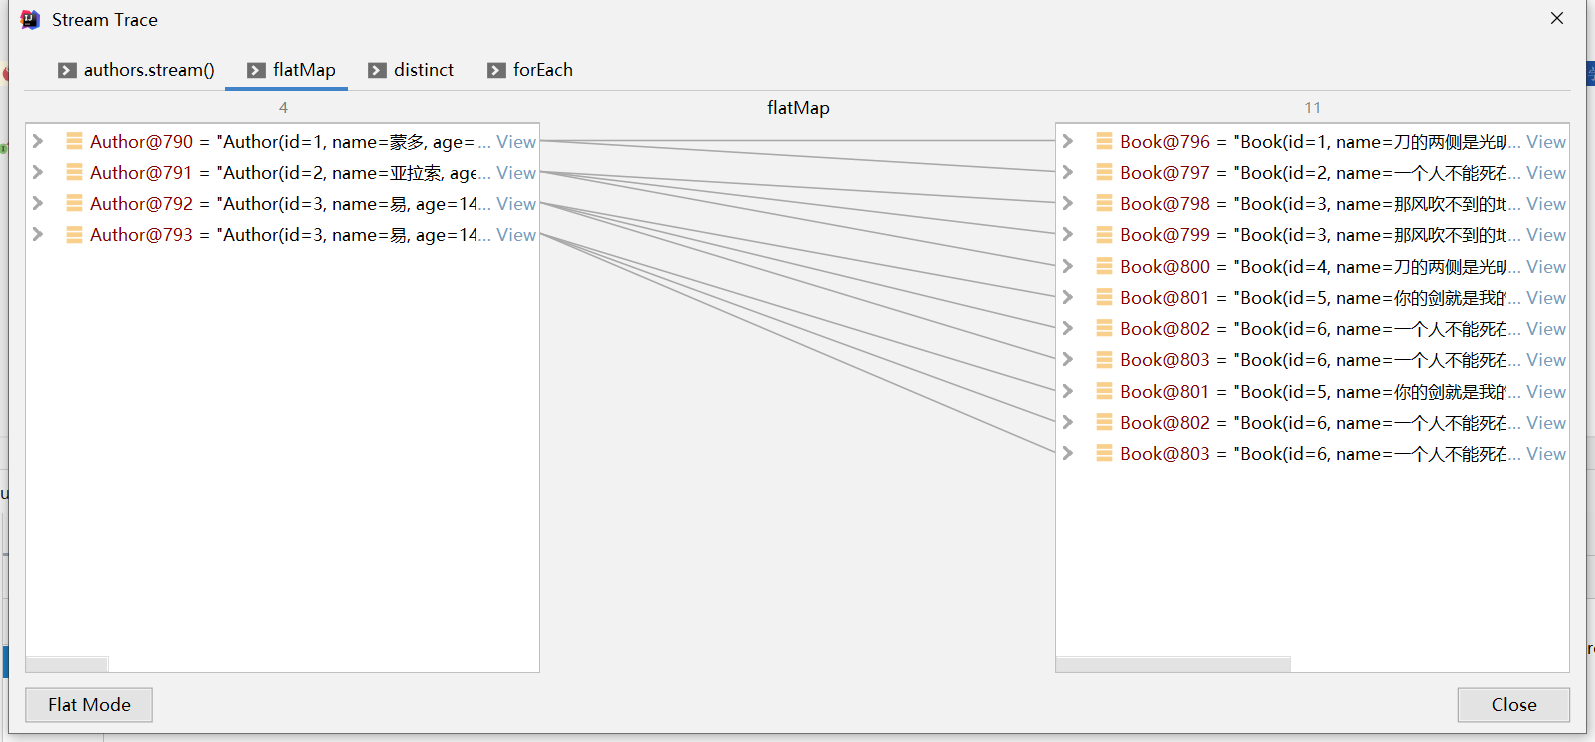 Stream Trace
authors.stream() flatMap distinct forEach
4 flatMap 11
Author@790 = "Author(id=1, name=蒙多, age=... View
Author@791 = "Author(id=2, name=亚拉索, age... View
Author@792 = "Author(id=3, name=易, age=14... View
Author@793 = "Author(id=3, name=易, age=14... View
Book@796 = "Book(id=1, name=刀的两侧是光明... View
Book@797 = "Book(id=2, name=一个人不能死在... View
Book@798 = "Book(id=3, name=那风吹不到的地... View
Book@799 = "Book(id=3, name=那风吹不到的地... View
Book@800 = "Book(id=4, name=刀的两侧是光明... View
Book@801 = "Book(id=5, name=你的剑就是我的... View
Book@802 = "Book(id=6, name=一个人不能死在... View
Book@803 = "Book(id=6, name=一个人不能死在... View
Book@801 = "Book(id=5, name=你的剑就是我的... View
Book@802 = "Book(id=6, name=一个人不能死在... View
Book@803 = "Book(id=6, name=一个人不能死在... View
Flat Mode
Close